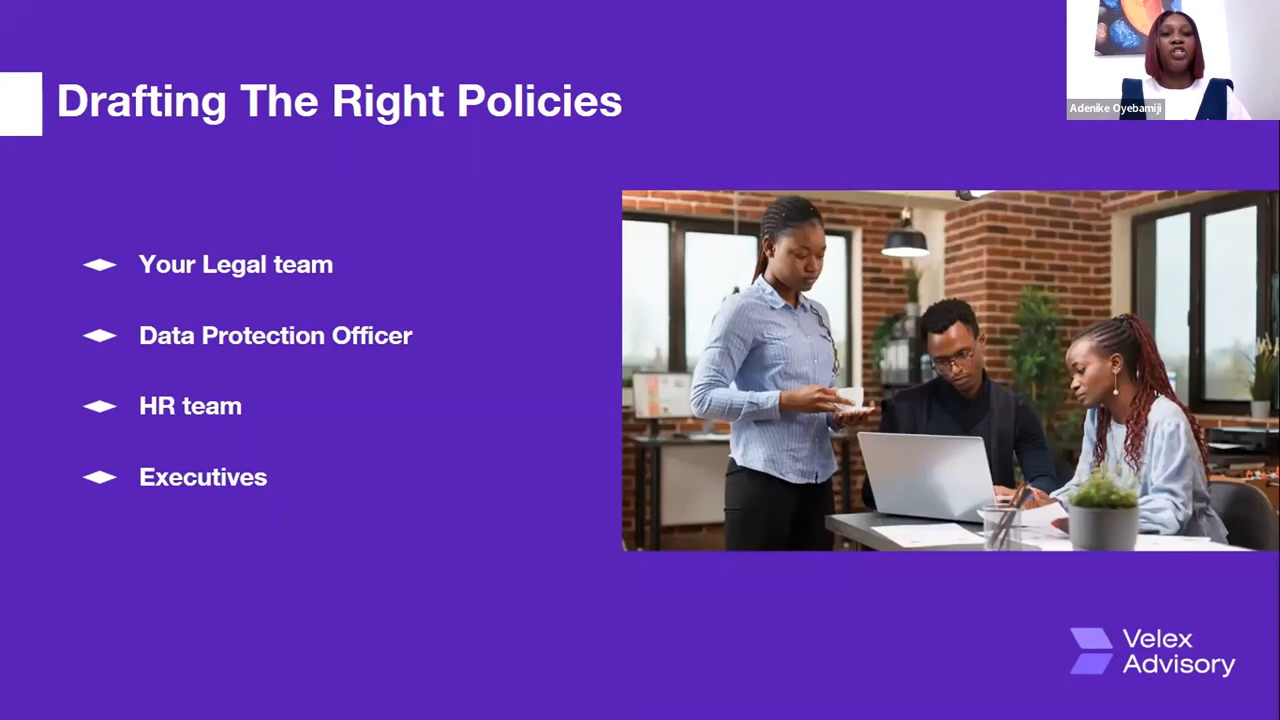 Drafting The Right Policies
Adenike Oyebamiji
Your Legal team
Data Protection Officer
HR team
Executives
Velex
Advisory